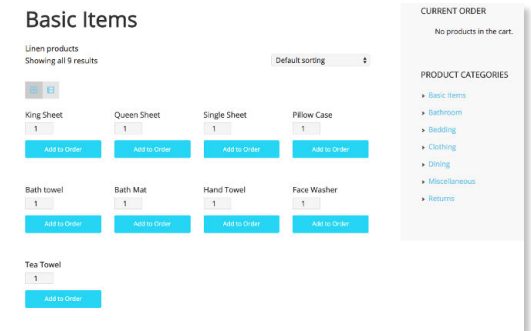 Basic Items
Linen products
Showing all 9 results
Default sorting
King Sheet
Queen Sheet
Single Sheet
Pillow Case
1
1
1
1
Add to Order
Add to Order
Add to Order
Add to Order
Bath towel
Bath Mat
Hand Towel
Face Washer
1
1
1
1
Add to Order
Add to Order
Add to Order
Add to Order
Tea Towel
1
Add to Order
CURRENT ORDER
No products in the cart.
PRODUCT CATEGORIES
Basic Items
Bathroom
Bedding
Clothing
Dining
Miscellaneous
Returns